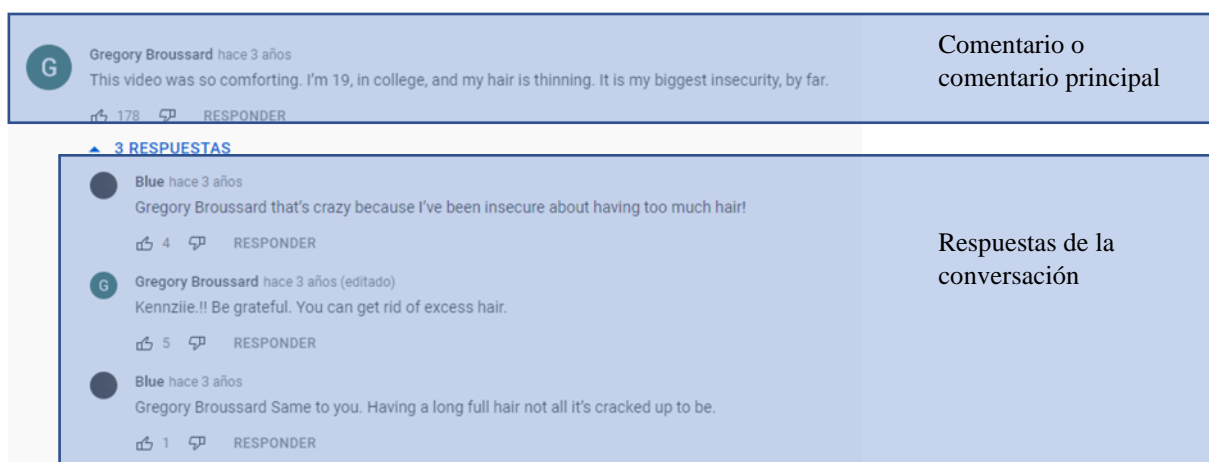 G
Gregory Broussard hace 3 años
This video was so comforting. I'm 19, in college, and my hair is thinning. It is my biggest insecurity, by far.
178 RESPONDER
Comentario o
comentario principal
3 RESPUESTAS
Blue hace 3 años
Gregory Broussard that's crazy because I've been insecure about having too much hair!
4 RESPONDER
G
Gregory Broussard hace 3 años (editado)
Kennziie.!! Be grateful. You can get rid of excess hair.
5 RESPONDER
Blue hace 3 años
Gregory Broussard Same to you. Having a long full hair not all it's cracked up to be.
1 RESPONDER
Respuestas de la
conversación